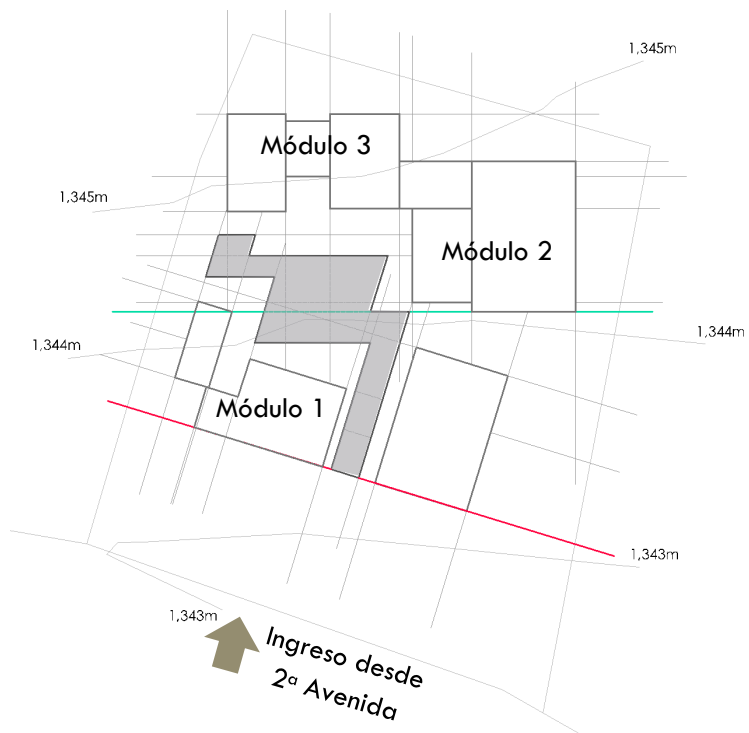 1,345m
Módulo 3
1,345m
Módulo 2
1,344m
1,344m
Módulo 1
1,343m
1,343m
Ingreso desde
2ª Avenida